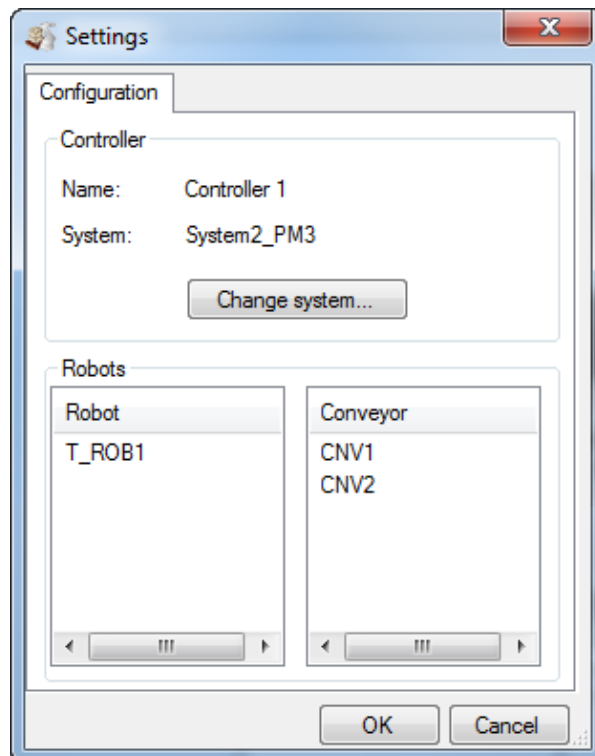 Settings
Configuration
Controller
Name: Controller 1
System: System2_PM3
Change system...
Robots
Robot
T_ROB1
Conveyor
CNV1
CNV2
OK Cancel